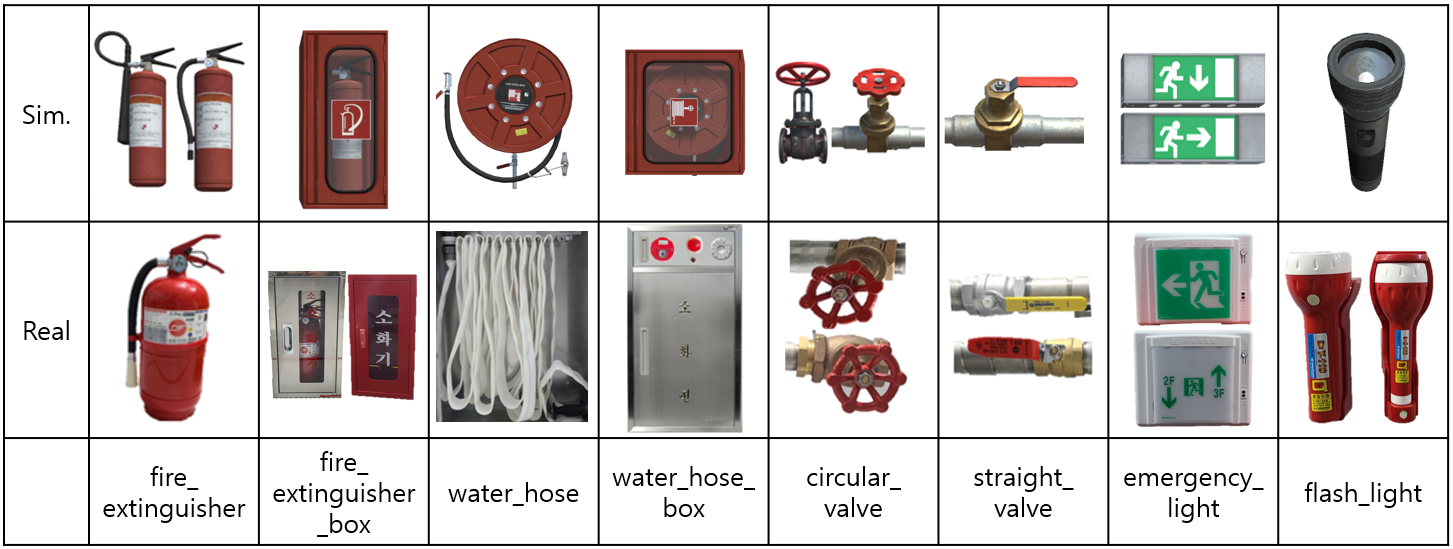 Sim.
Real
소
소
화
기
소
화
전
2F
3F
fire_
extinguisher
fire_
extinguisher
_box
water_hose
water_hose_
box
circular_
valve
straight_
valve
emergency_
light
flash_light